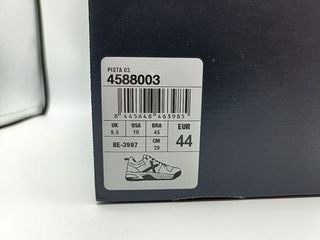 PISTA 03
4588003
8 445648 463985
UK USA BRA EUR
9,5 10 45 44
BE-3997 CM
29